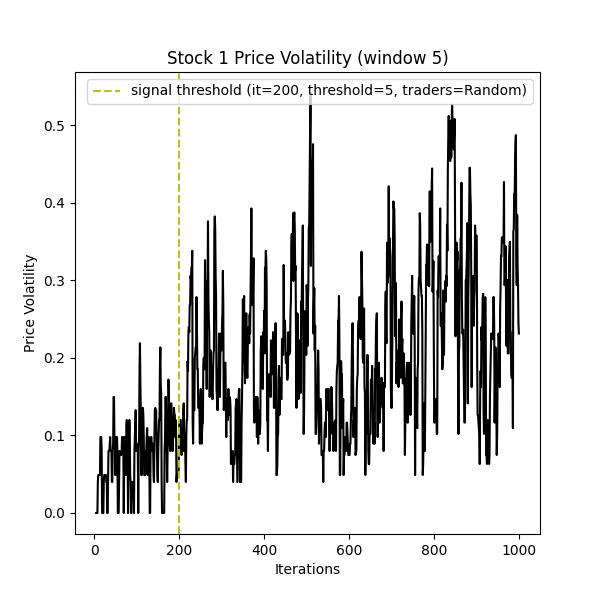 Stock 1 Price Volatility (window 5)
signal threshold (it=200, threshold=5, traders=Random)
0.5
0.4
0.3
0.2
0.1
0.0
Price Volatility
0 200 400 600 800 1000
Iterations